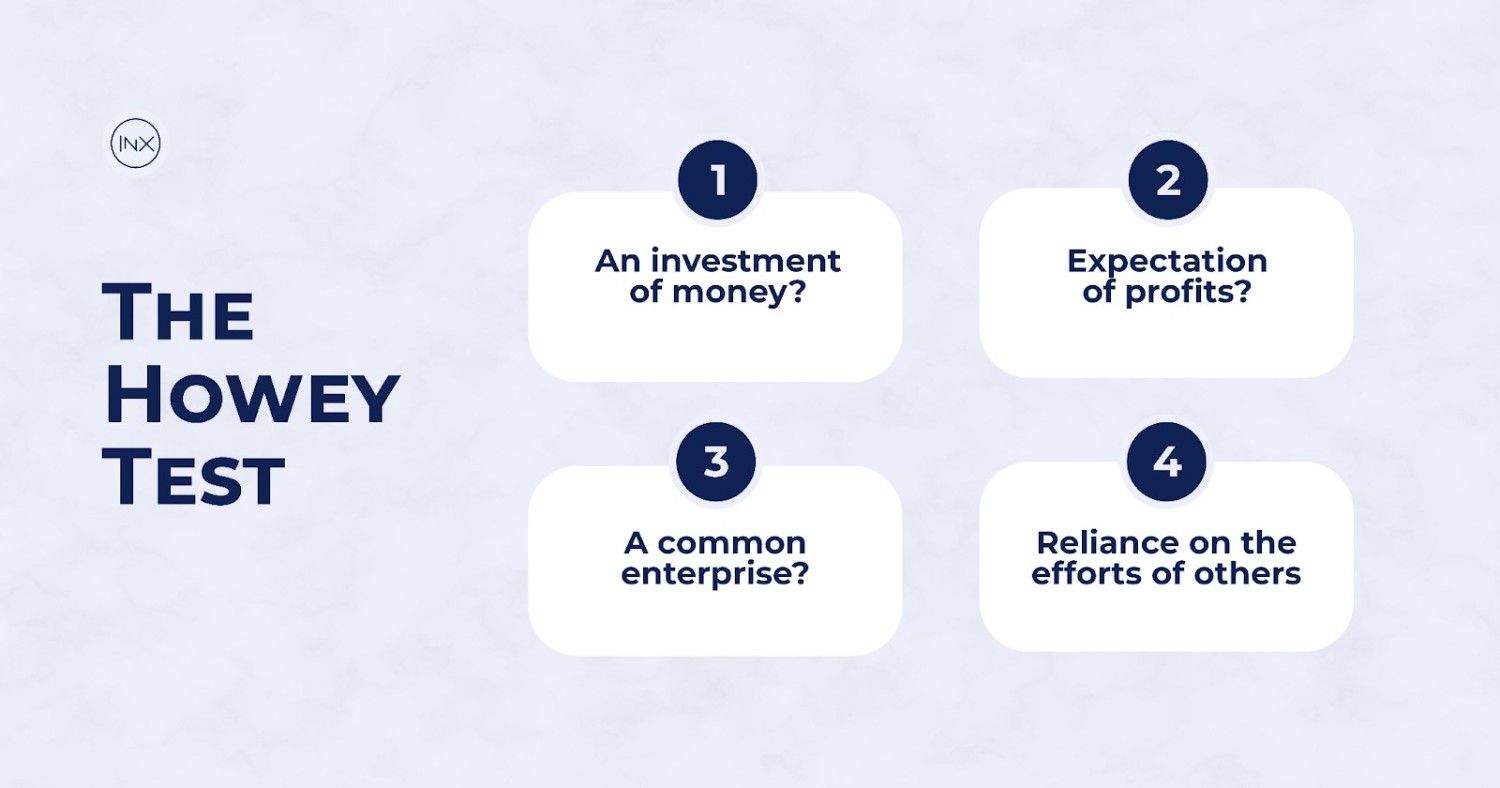 INX
THE
HOWEY
TEST
1
An investment
of money?
2
Expectation
of profits?
3
A common
enterprise?
4
Reliance on the
efforts of others